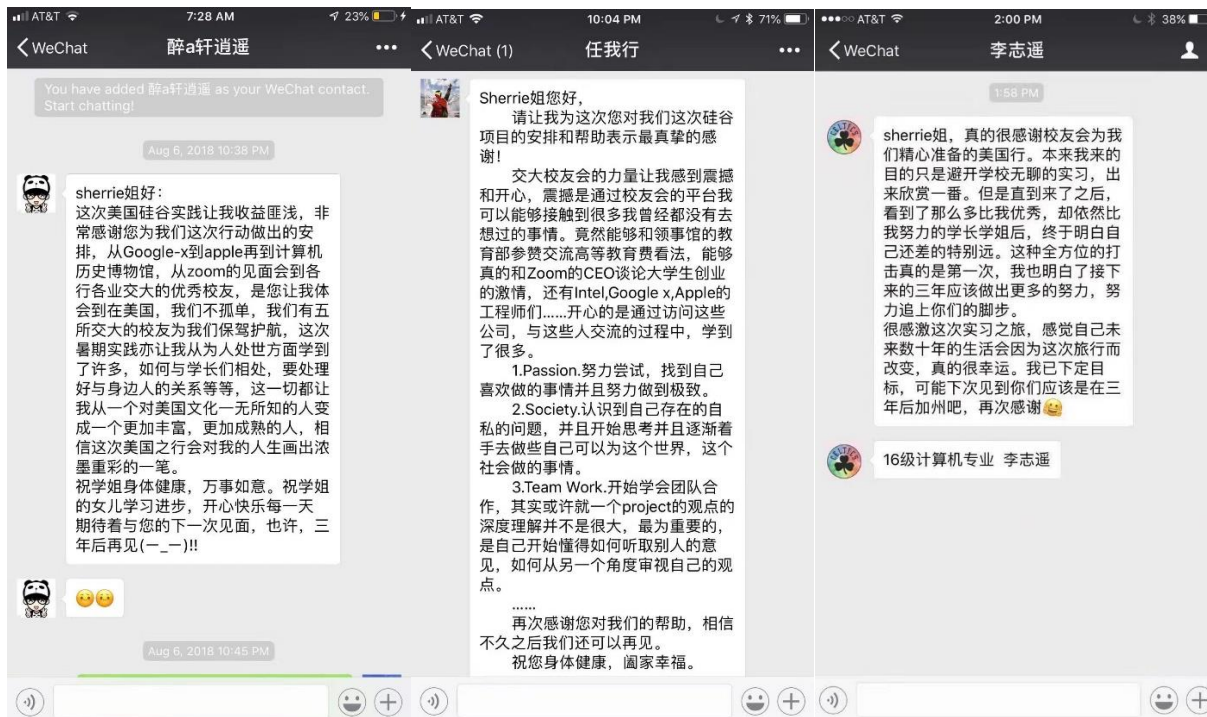 AT&T
7:28 AM
23%
WeChat
醉a轩逍遥
You have added 醉a轩逍遥 as your WeChat contact.
Start chatting!
Aug 6, 2018 10:38 PM
sherrie姐好：
这次美国硅谷实践让我收益匪浅，非
常感谢您为我们这次行动做出的安
排，从Google-x到apple再到计算机
历史博物馆，从zoom的见面会到各
行各业交大的优秀校友，是您让我体
会到在美国，我们不孤单，我们有五
所交大的校友为我们保驾护航，这次
暑期实践亦让我从为人处世方面学到
了许多，如何与学长们相处，要处理
好与身边人的关系等等，这一切都让
我从一个对美国文化一无所知的人变
成一个更加丰富，更加成熟的人，相
信这次美国之行会对我的人生画出浓
墨重彩的一笔。
祝学姐身体健康，万事如意。祝学姐
的女儿学习进步，开心快乐每一天
期待着与您的下一次见面，也许，三
年后再见(ー_ー)!!
Aug 6, 2018 10:45 PM
AT&T
10:04 PM
71%
WeChat (1)
任我行
Sherrie姐您好，
请让我为这次您对我们这次硅谷
项目的安排和帮助表示最真挚的感
谢！
交大校友会的力量让我感到震撼
和开心，震撼是通过校友会的平台我
可以能够接触到很多我曾经都没有去
想过的事情。竟然能够和领事馆的教
育部参赞交流高等教育费看法，能够
真的和Zoom的CEO谈论大学生创业
的激情，还有Intel,Google x,Apple的
工程师们……开心的是通过访问这些
公司，与这些人交流的过程中，学到
了很多。
1.Passion.努力尝试，找到自己
喜欢做的事情并且努力做到极致。
2.Society.认识到自己存在的自
私的问题，并且开始思考并且逐渐着
手去做些自己可以为这个世界，这个
社会做的事情。
3.Team Work.开始学会团队合
作，其实或许就一个project的观点的
深度理解并不是很大，最为重要的，
是自己开始懂得如何听取别人的意
见，如何从另一个角度审视自己的观
点。
……
再次感谢您对我们的帮助，相信
不久之后我们还可以再见。
祝您身体健康，阖家幸福。
AT&T
2:00 PM
38%
WeChat
李志遥
1:58 PM
sherrie姐，真的很感谢校友会为我
们精心准备的美国行。本来我来的
目的只是避开学校无聊的实习，出
来欣赏一番。但是直到来了之后，
看到了那么多比我优秀，却依然比
我努力的学长学姐后，终于明白自
己还差的特别远。这种全方位的打
击真的是第一次，我也明白了接下
来的三年应该做出更多的努力，努
力追上你们的脚步。
很感激这次实习之旅，感觉自己未
来数十年的生活会因为这次旅行而
改变，真的很幸运。我已下定目
标，可能下次见到你们应该是在三
年后加州吧，再次感谢🤗
16级计算机专业 李志遥